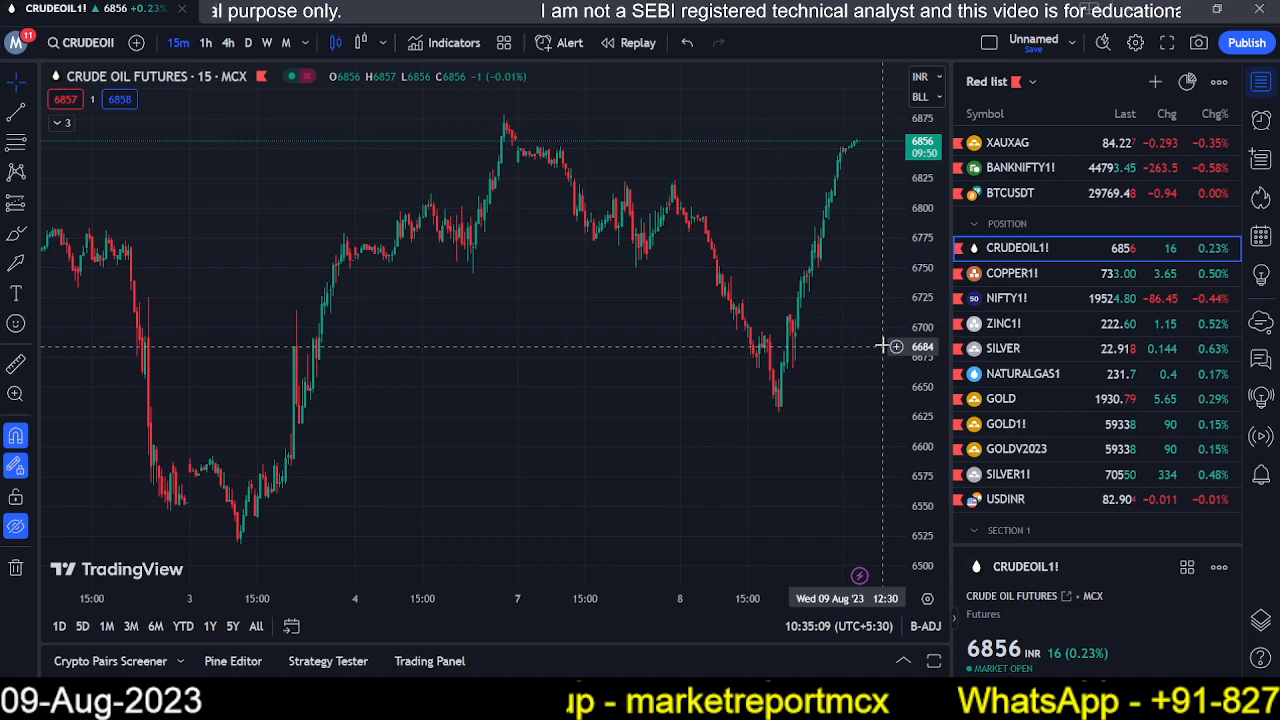 CRUDEOIL1! ▲ 6856 +0.23%
al purpose only.
I am not a SEBI registered technical analyst and this video is for educationa
M
11
CRUDEOII
15m 1h 4h D W M
Indicators
Alert
Replay
Unnamed
Save
Publish
CRUDE OIL FUTURES · 15 · MCX
O6856 H6857 L6856 C6856 −1 (−0.01%)
6857 1 6858
3
INR
BLL
6875
6856
09:50
6825
6800
6775
6750
6725
6700
6684
6675
6650
6625
6600
6575
6550
6525
6500
TradingView
15:00 3 15:00 4 15:00 7 15:00 8 15:00
Wed 09 Aug '23 12:30
1D 5D 1M 3M 6M YTD 1Y 5Y All
10:35:09 (UTC+5:30)
B-ADJ
Crypto Pairs Screener
Pine Editor
Strategy Tester
Trading Panel
Red list
Symbol Last Chg Chg%
XAUXAG 84.227 −0.293 −0.35%
BANKNIFTY1! 44793.45 −263.5 −0.58%
BTCUSDT 29769.48 −0.94 0.00%
POSITION
CRUDEOIL1! 6856 16 0.23%
COPPER1! 733.00 3.65 0.50%
50 NIFTY1! 19524.80 −86.45 −0.44%
ZINC1! 222.60 1.15 0.52%
SILVER 22.918 0.144 0.63%
NATURALGAS1 231.7 0.4 0.17%
GOLD 1930.79 5.65 0.29%
GOLD1! 59338 90 0.15%
GOLDV2023 59338 90 0.15%
SILVER1! 70550 334 0.48%
USDINR 82.904 −0.011 −0.01%
SECTION 1
CRUDEOIL1!
CRUDE OIL FUTURES • MCX
Futures
6856 INR 16 (0.23%)
MARKET OPEN
09-Aug-2023
up - marketreportmcx
WhatsApp - +91-827